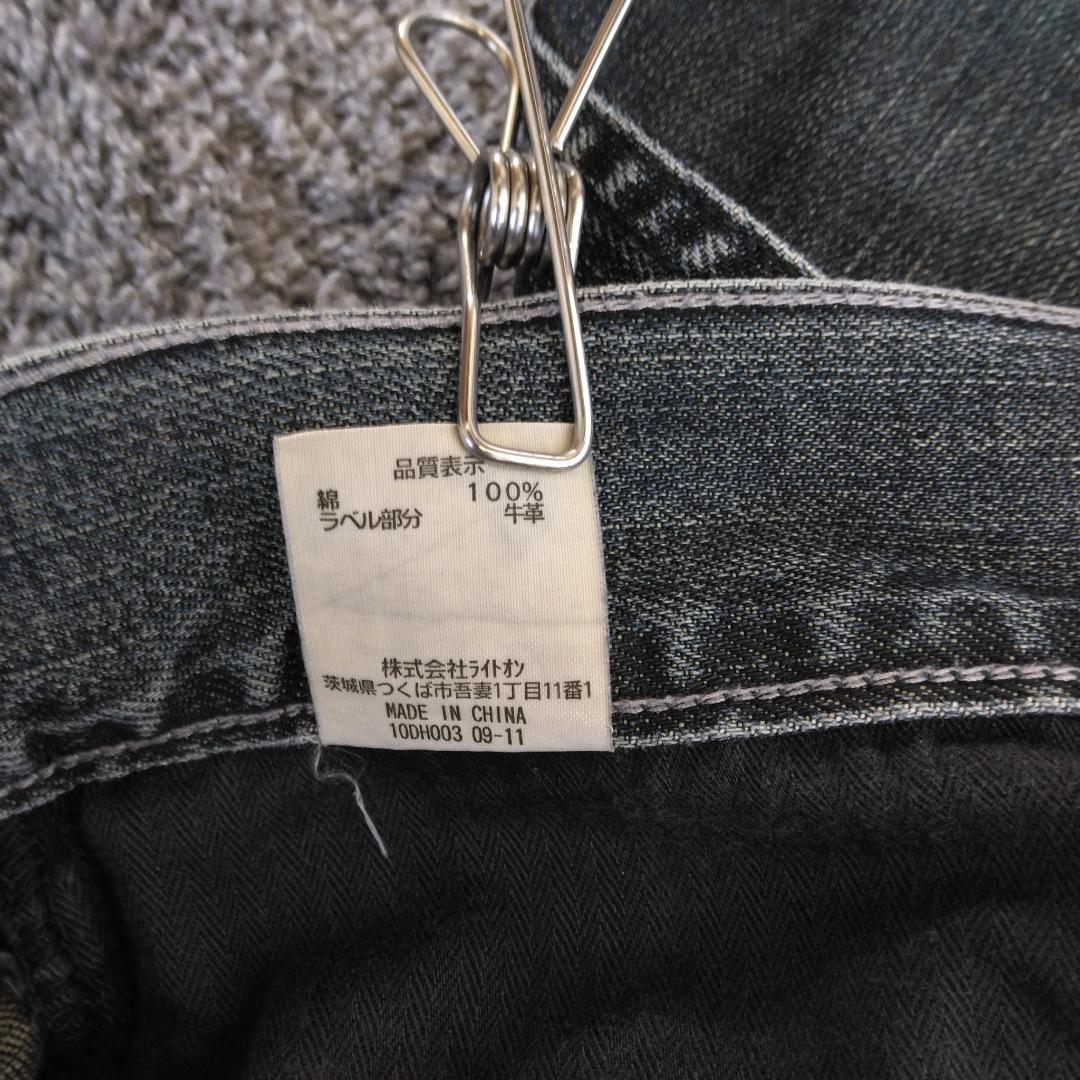 品質表示
綿 100%
ラベル部分 牛革
株式会社ﾗｲﾄｵﾝ
茨城県つくば市吾妻1丁目11番1
MADE IN CHINA
10DH003 09-11